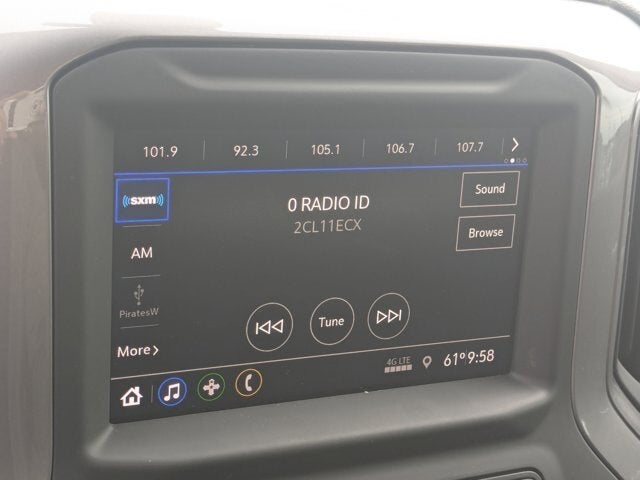 101.9 92.3 105.1 106.7 107.7
sxm
Sound
0 RADIO ID
2CL11ECX
Browse
AM
PiratesW
Tune
More
4G LTE
61º 9:58